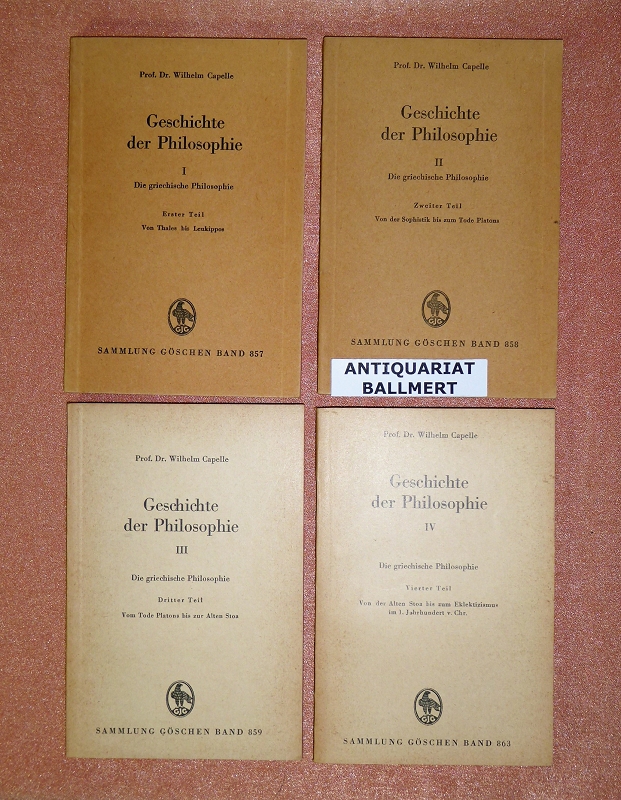 Prof. Dr. Wilhelm Capelle
Geschichte
der Philosophie
I
Die griechische Philosophie
Erster Teil
Von Thales bis Leukippos
GJG
SAMMLUNG GÖSCHEN BAND 857
Prof. Dr. Wilhelm Capelle
Geschichte
der Philosophie
II
Die griechische Philosophie
Zweiter Teil
Von der Sophistik bis zum Tode Platons
GJG
SAMMLUNG GÖSCHEN BAND 858
ANTIQUARIAT
BALLMERT
Prof. Dr. Wilhelm Capelle
Geschichte
der Philosophie
III
Die griechische Philosophie
Dritter Teil
Vom Tode Platons bis zur Alten Stoa
GJG
SAMMLUNG GÖSCHEN BAND 859
Prof. Dr. Wilhelm Capelle
Geschichte
der Philosophie
IV
Die griechische Philosophie
Vierter Teil
Von der Alten Stoa bis zum Eklektizismus
im 1. Jahrhundert v. Chr.
GJG
SAMMLUNG GÖSCHEN BAND 863